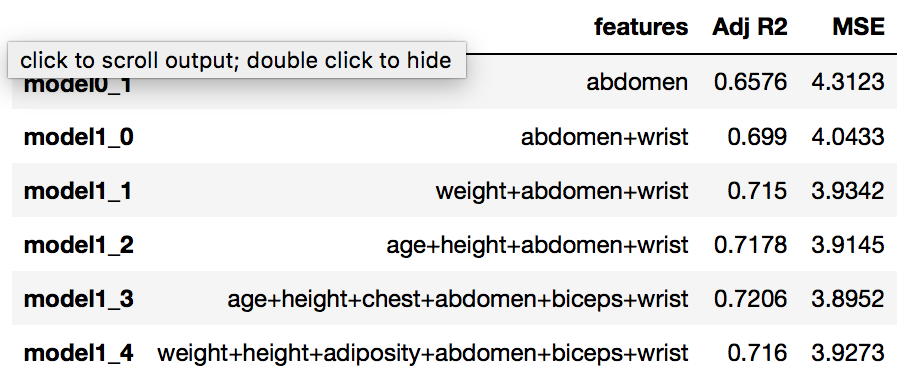 features Adj R2 MSE
click to scroll output; double click to hide
model0_1 abdomen 0.6576 4.3123
model1_0 abdomen+wrist 0.699 4.0433
model1_1 weight+abdomen+wrist 0.715 3.9342
model1_2 age+height+abdomen+wrist 0.7178 3.9145
model1_3 age+height+chest+abdomen+biceps+wrist 0.7206 3.8952
model1_4 weight+height+adiposity+abdomen+biceps+wrist 0.716 3.9273